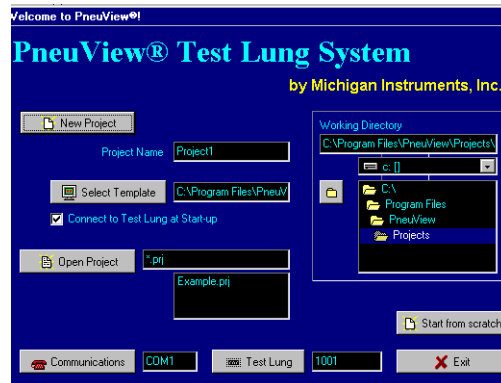 Welcome to PneuView®!
PneuView® Test Lung System
by Michigan Instruments, Inc.
New Project
Project Name Project1
Select Template C:\Program Files\PneuV
Connect to Test Lung at Start-up
Open Project *.prj
Example.prj
Working Directory
C:\Program Files\PneuView\Projects\
c: []
C:\
Program Files
PneuView
Projects
Start from scratch
Communications COM1 Test Lung 1001 Exit